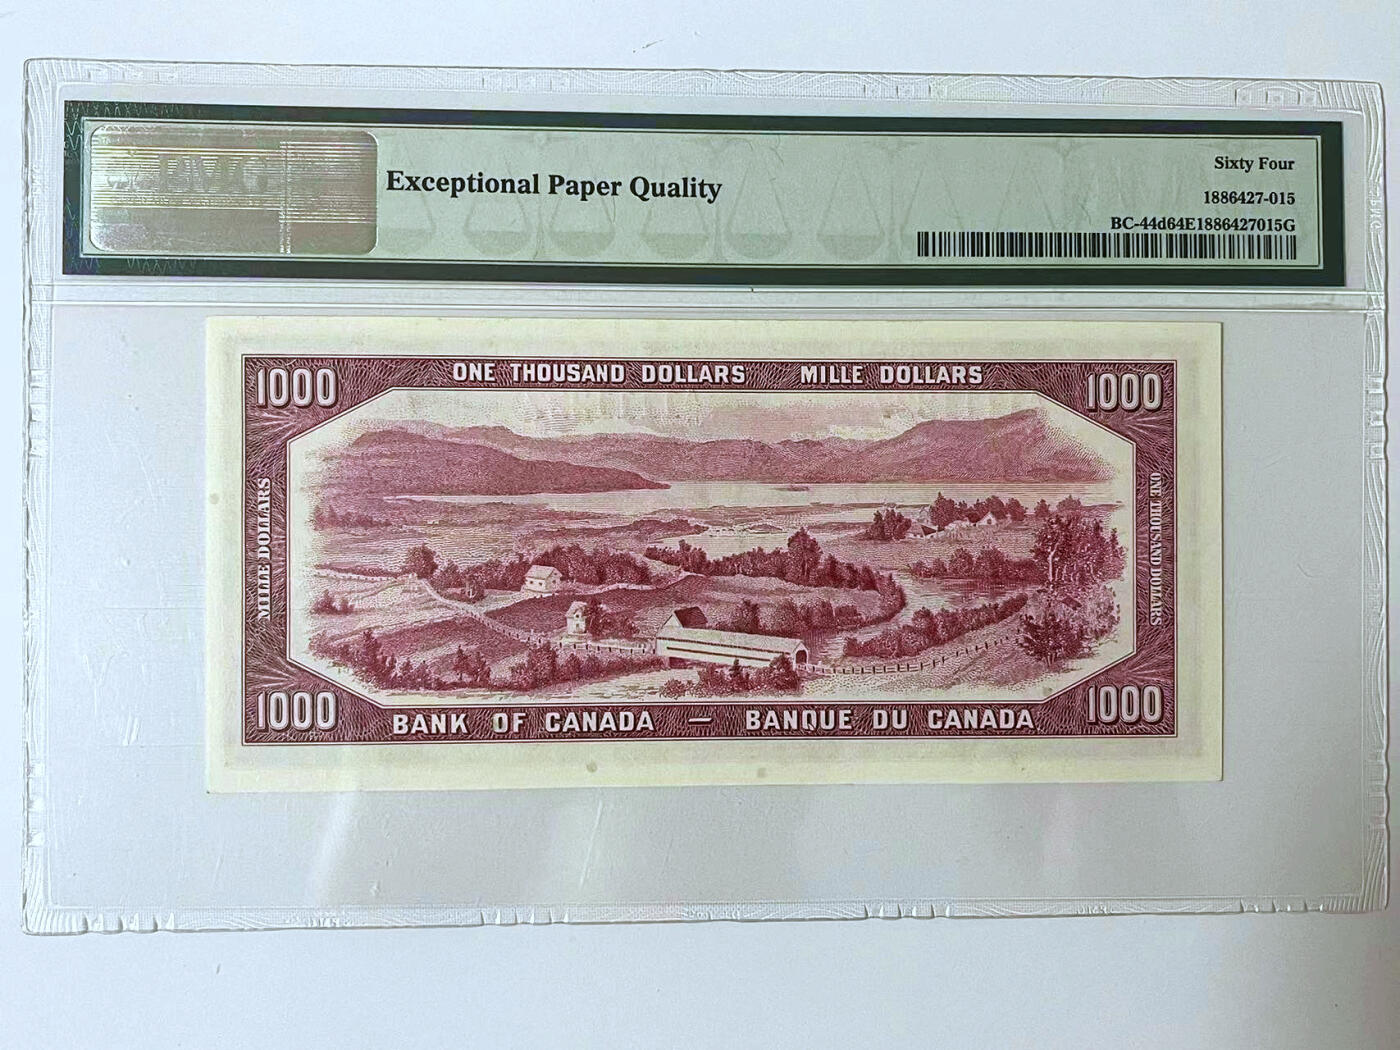 PMG
Exceptional Paper Quality
Sixty Four
1886427-015
BC-44d64E1886427015G
1000 ONE THOUSAND DOLLARS MILLE DOLLARS 1000
MILLE DOLLARS
ONE THOUSAND DOLLARS
1000 BANK OF CANADA — BANQUE DU CANADA 1000